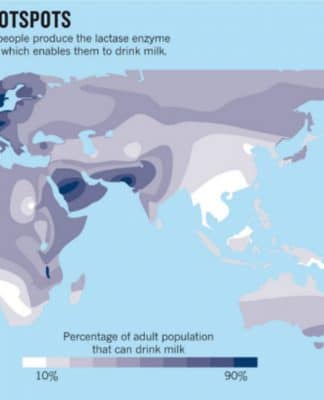 OTSPOTS
people produce the lactase enzyme
which enables them to drink milk.
Percentage of adult population
that can drink milk
10% 90%